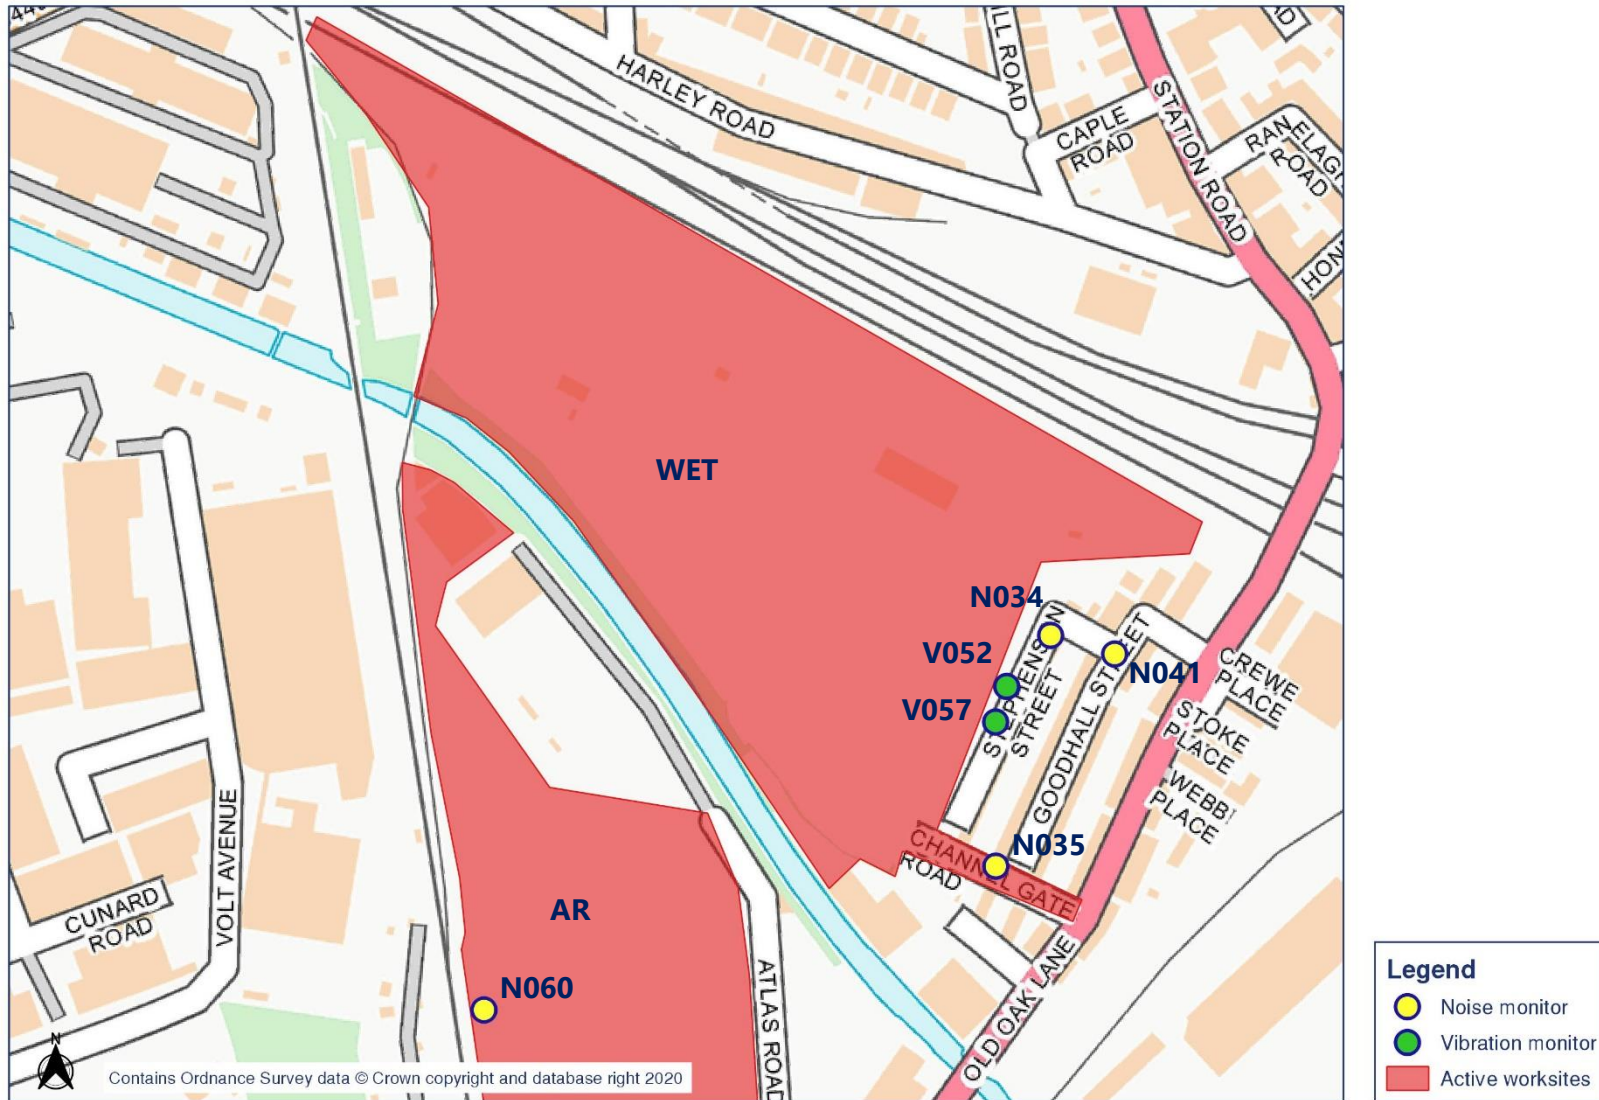 HARLEY ROAD
CAPLE
ROAD
STATION ROAD
ROAD
WET
N034
V052
V057
N041
N035
STREET
GOODHALL STREET
CREWE
PLACE
STOKE
PLACE
WEBB
PLACE
CHANNEL GATE
ROAD
OLD OAK LANE
VOLT AVENUE
CUNARD
ROAD
AR
N060
ATLAS ROAD
N
Contains Ordnance Survey data © Crown copyright and database right 2020
Legend
Noise monitor
Vibration monitor
Active worksites